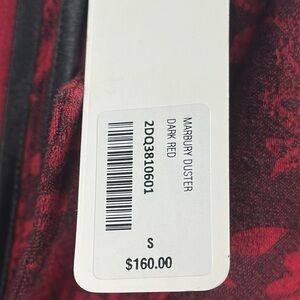 MARBURY DUSTER
DARK RED
2DQ3810601
S
$160.00